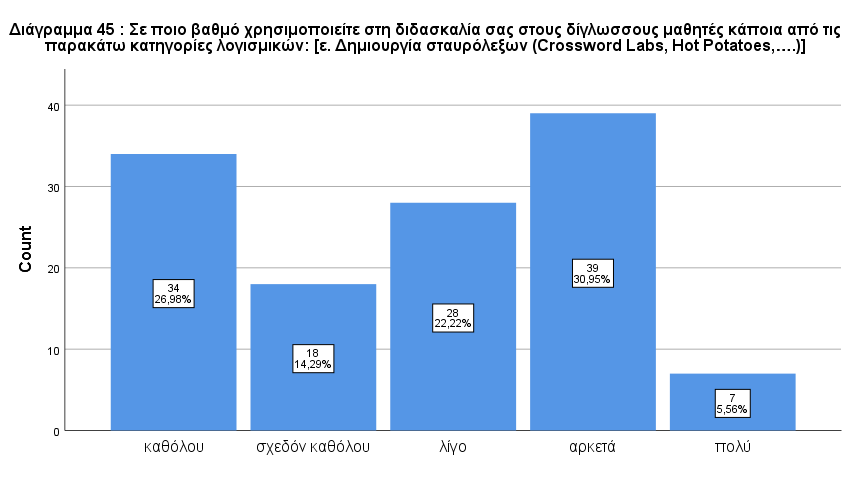 Διάγραμμα 45 : Σε ποιο βαθμό χρησιμοποιείτε στη διδασκαλία σας στους δίγλωσσους μαθητές κάποια από τις
παρακάτω κατηγορίες λογισμικών: [ε. Δημιουργία σταυρόλεξων (Crossword Labs, Hot Potatoes,….)]
Count
40
30
20
10
0
34
26,98%
18
14,29%
28
22,22%
39
30,95%
7
5,56%
καθόλου
σχεδόν καθόλου
λίγο
αρκετά
πολύ